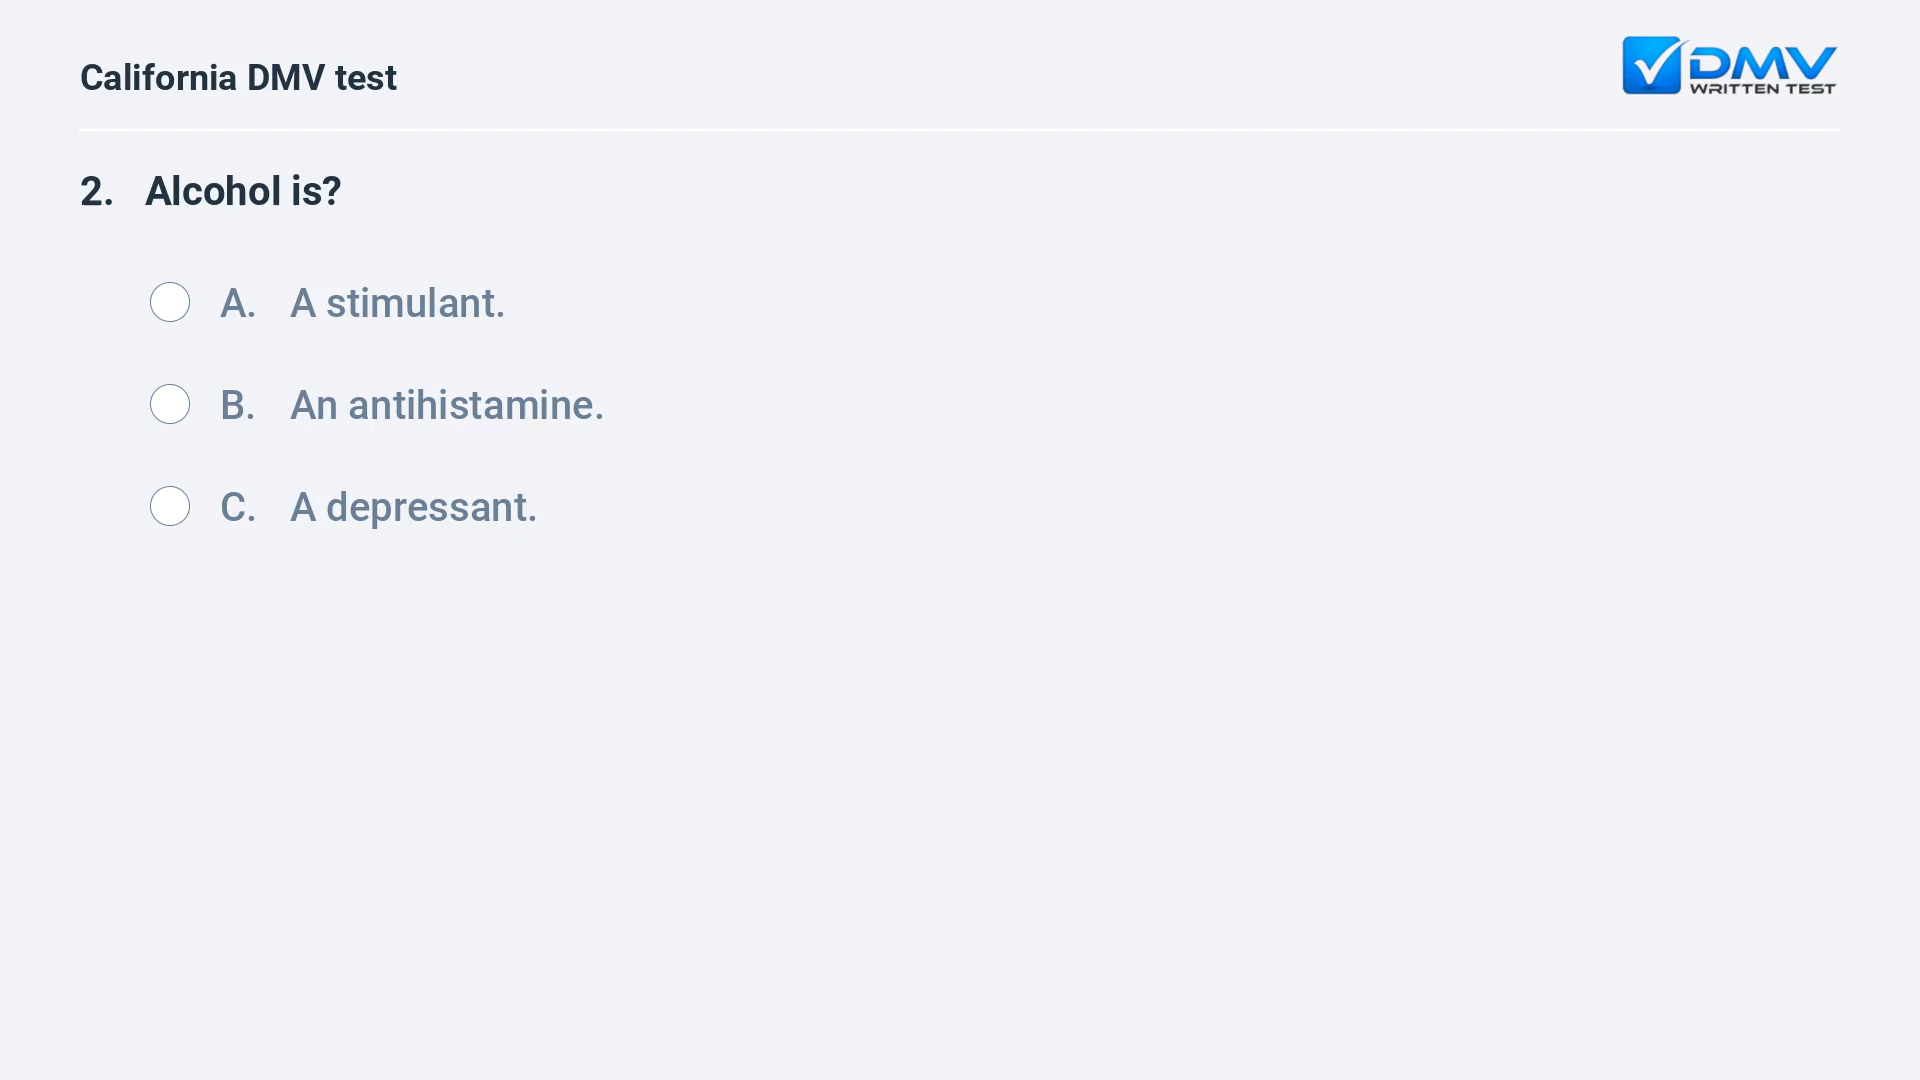 California DMV test
DMV
WRITTEN TEST
2. Alcohol is?
A. A stimulant.
B. An antihistamine.
C. A depressant.